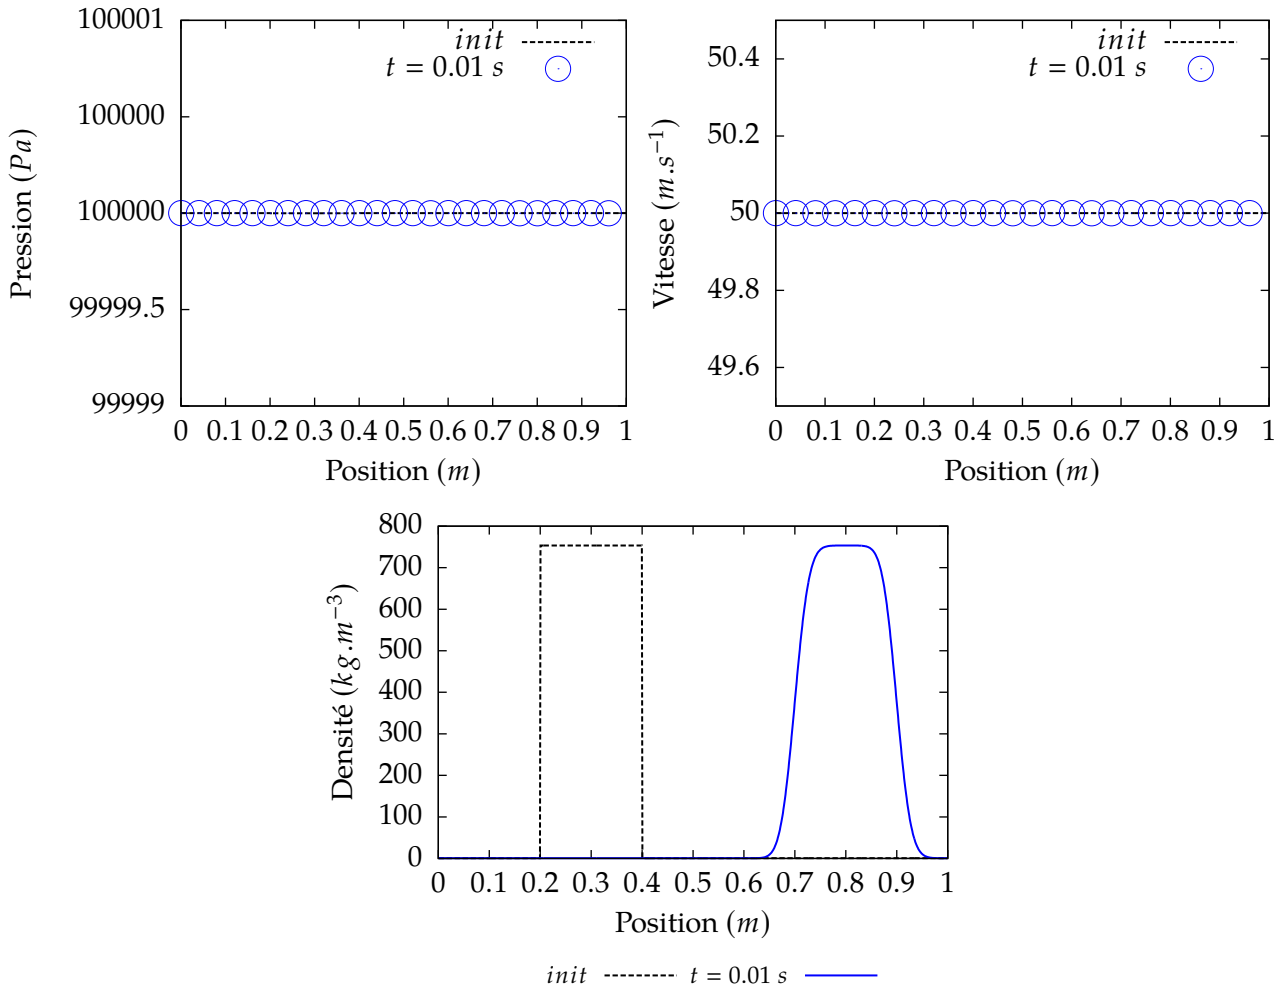 100001
100000
100000
99999.5
99999
Pression (Pa)
init
t = 0.01 s
0 0.1 0.2 0.3 0.4 0.5 0.6 0.7 0.8 0.9 1
Position (m)
50.4
50.2
50
49.8
49.6
Vitesse (m.s⁻¹)
init
t = 0.01 s
0 0.1 0.2 0.3 0.4 0.5 0.6 0.7 0.8 0.9 1
Position (m)
800
700
600
500
400
300
200
100
0
Densité (kg.m⁻³)
0 0.1 0.2 0.3 0.4 0.5 0.6 0.7 0.8 0.9 1
Position (m)
init t = 0.01 s